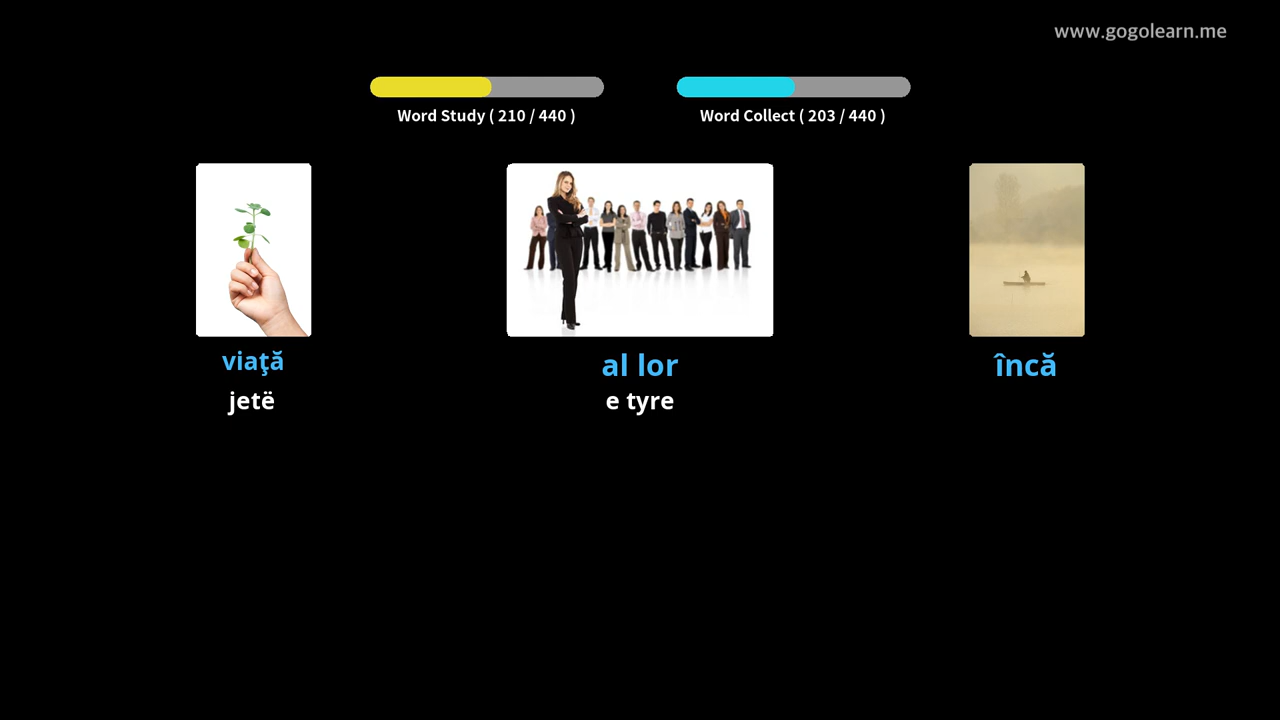 www.gogolearn.me
Word Study ( 210 / 440 )
Word Collect ( 203 / 440 )
viaţă
jetë
al lor
e tyre
încă